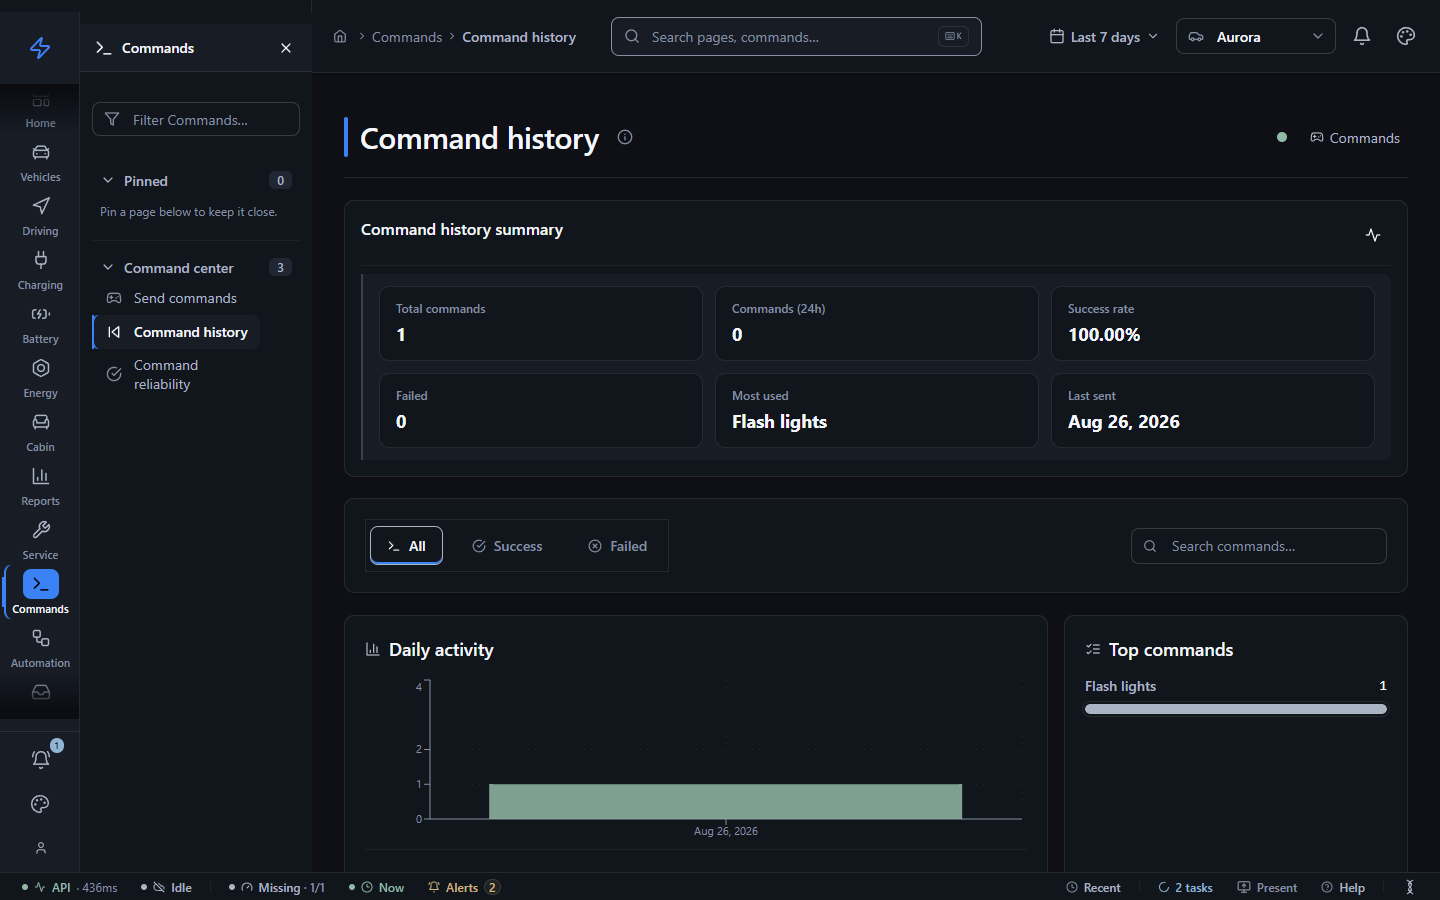 Commands
Commands
Command history
Search pages, commands...
K
Last 7 days
Aurora
Home
Vehicles
Driving
Charging
Battery
Energy
Cabin
Reports
Service
Commands
Automation
1
Filter Commands...
Pinned
0
Pin a page below to keep it close.
Command center
3
Send commands
Command history
Command
reliability
Command history
Commands
Command history summary
Total commands
1
Commands (24h)
0
Success rate
100.00%
Failed
0
Most used
Flash lights
Last sent
Aug 26, 2026
All
Success
Failed
Search commands...
Daily activity
4
2
1
0
Aug 26, 2026
Top commands
Flash lights
1
API · 436ms
Idle
Missing · 1/1
Now
Alerts 2
Recent
2 tasks
Present
Help